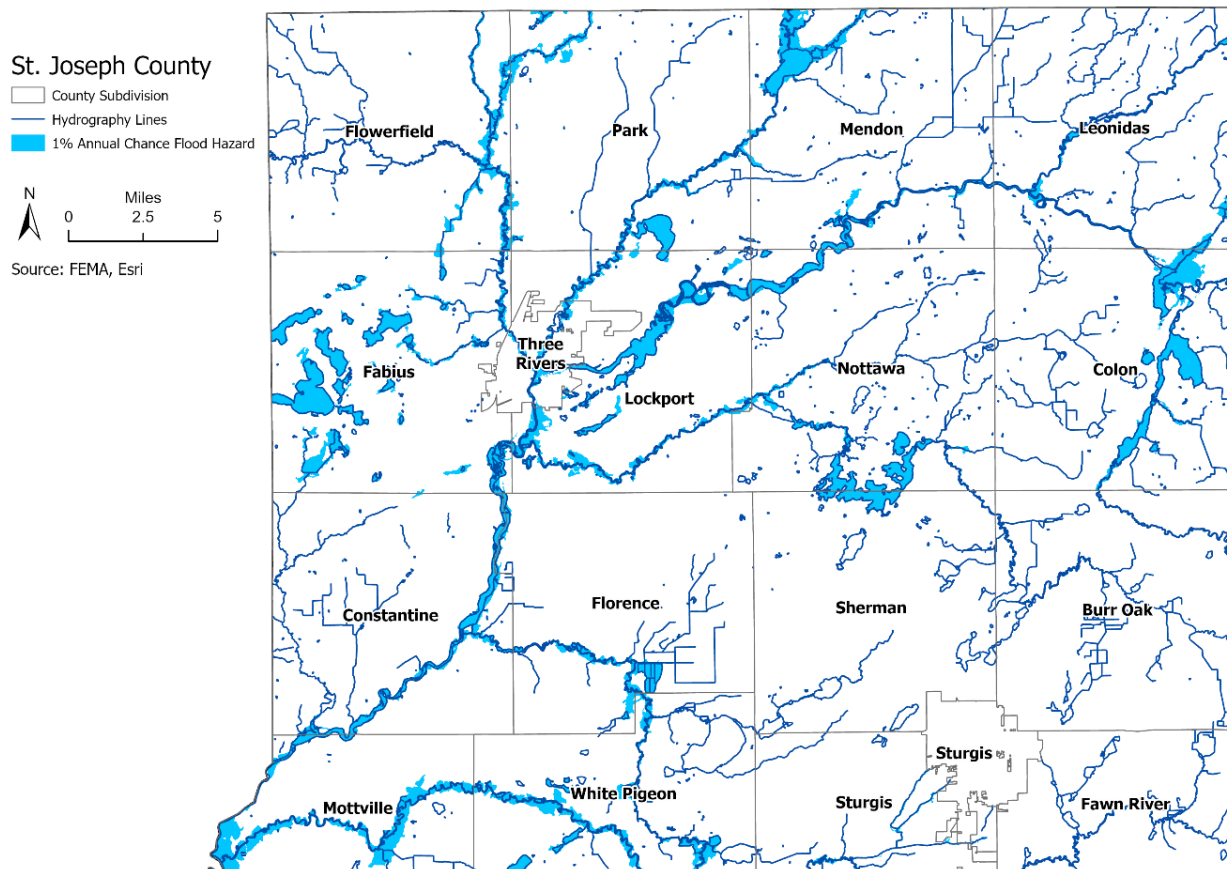 St. Joseph County
County Subdivision
Hydrography Lines
1% Annual Chance Flood Hazard
N
Miles
0 2.5 5
Source: FEMA, Esri
Flowerfield
Park
Mendon
Leonidas
Fabius
Three
Rivers
Lockport
Nottawa
Colon
Constantine
Florence
Sherman
Burr Oak
Mottville
White Pigeon
Sturgis
Sturgis
Fawn River